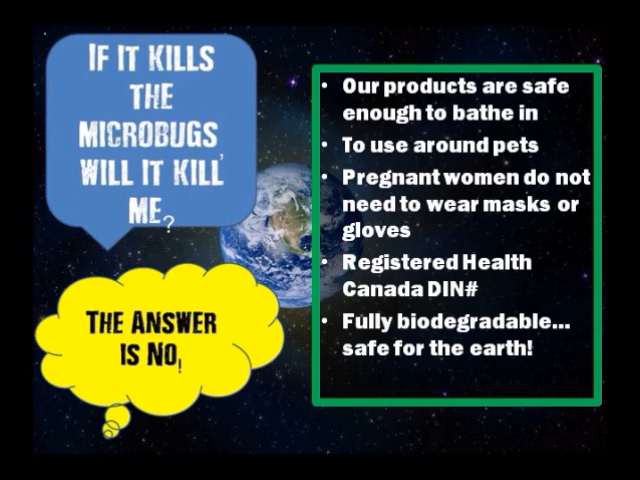 If it kills
the
microbugs
will it kill
me?
The Answer
is No!
• Our products are safe
enough to bathe in
• To use around pets
• Pregnant women do not
need to wear masks or
gloves
• Registered Health
Canada DIN#
• Fully biodegradable...
safe for the earth!